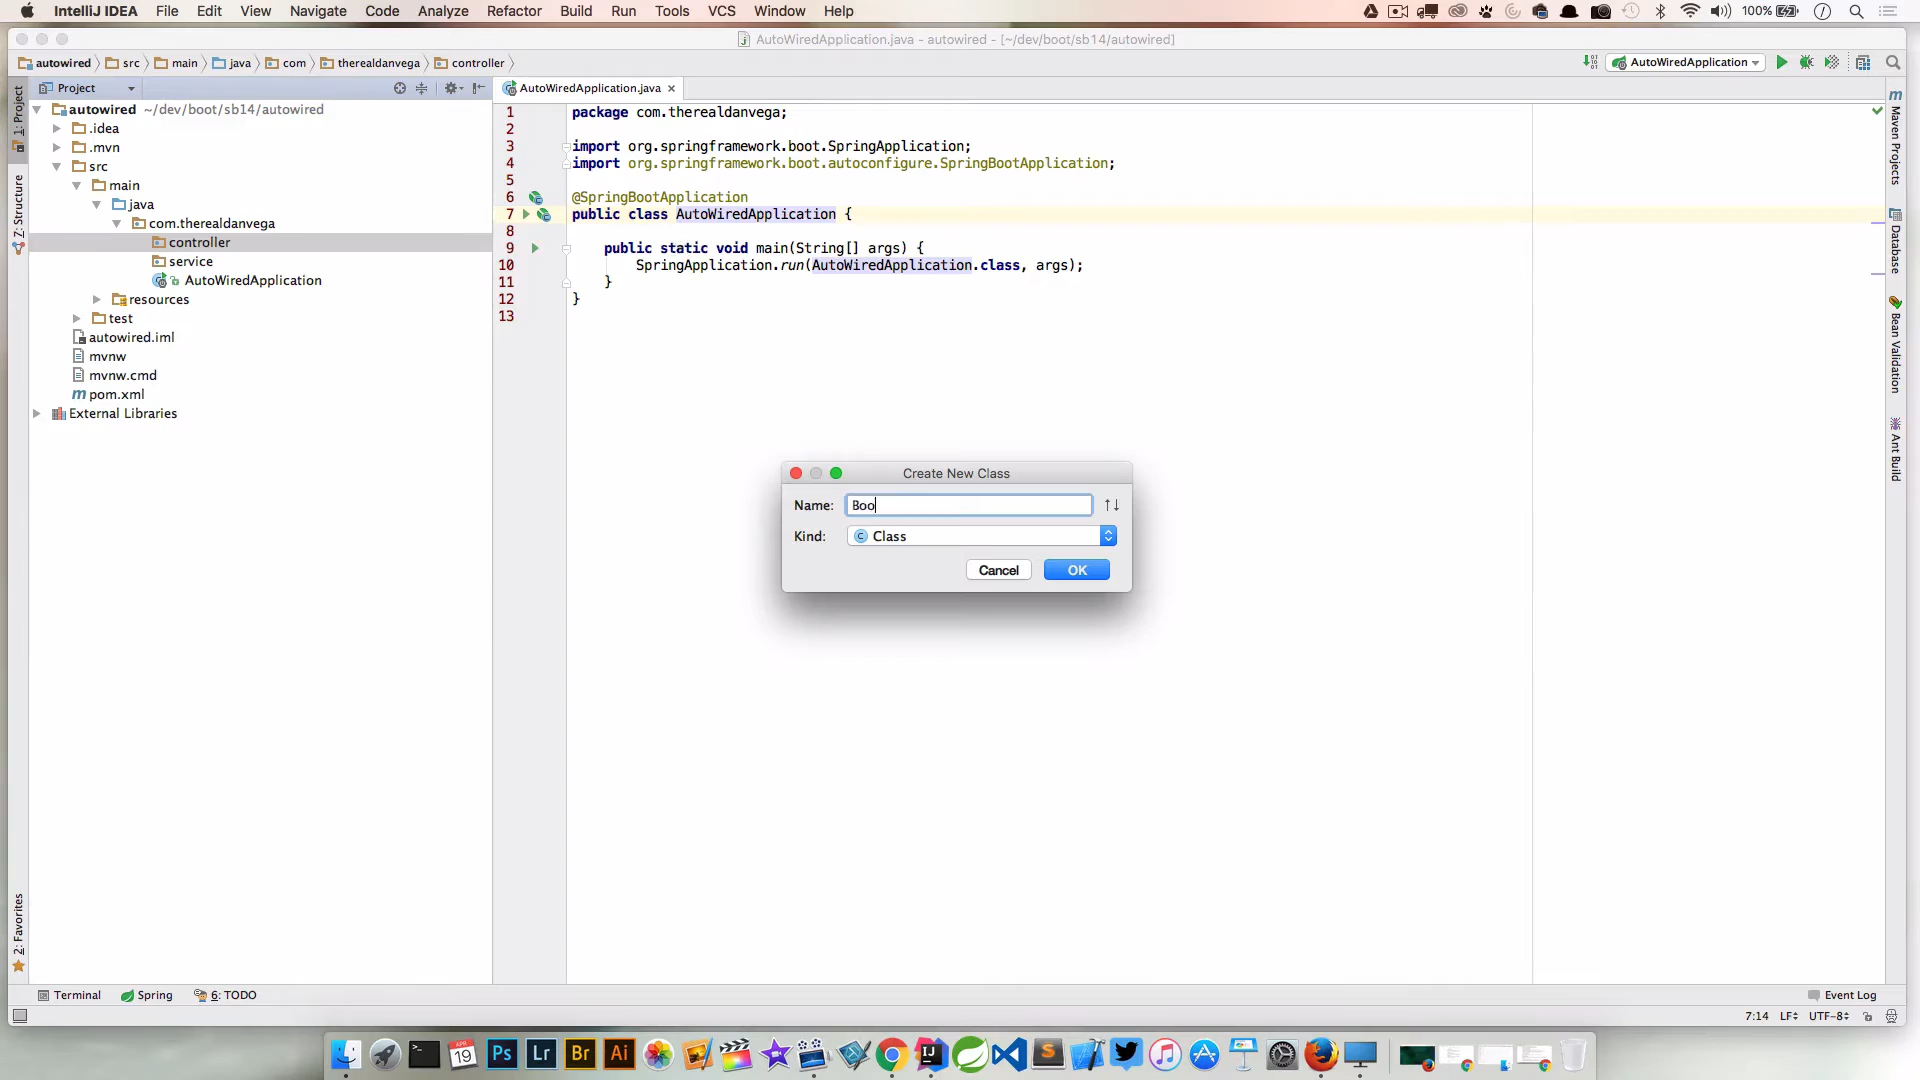 IntelliJ IDEA File Edit View Navigate Code Analyze Refactor Build Run Tools VCS Window Help 100%
AutoWiredApplication.java - autowired - [~/dev/boot/sb14/autowired]
autowired src main java com therealdanvega controller AutoWiredApplication
Project AutoWiredApplication.java
1: Project
Z: Structure
2: Favorites
autowired ~/dev/boot/sb14/autowired
.idea
.mvn
src
main
java
com.therealdanvega
controller
service
AutoWiredApplication
resources
test
autowired.iml
mvnw
mvnw.cmd
pom.xml
External Libraries
1 package com.therealdanvega;
2
3 import org.springframework.boot.SpringApplication;
4 import org.springframework.boot.autoconfigure.SpringBootApplication;
5
6 @SpringBootApplication
7 public class AutoWiredApplication {
8
9 public static void main(String[] args) {
10 SpringApplication.run(AutoWiredApplication.class, args);
11 }
12 }
13
Create New Class
Name: Boo
Kind: Class
Cancel OK
Maven Projects
Database
Bean Validation
Ant Build
Terminal Spring 6: TODO Event Log
7:14 LF UTF-8
APR
19 Ps Lr Br Ai IJ S